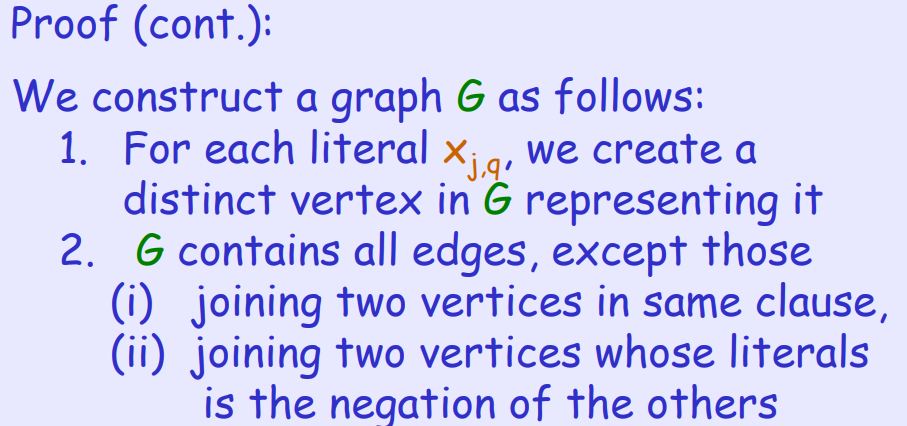 Proof (cont.):
We construct a graph G as follows:
1. For each literal x_{j,q}, we create a
distinct vertex in G representing it
2. G contains all edges, except those
(i) joining two vertices in same clause,
(ii) joining two vertices whose literals
is the negation of the others